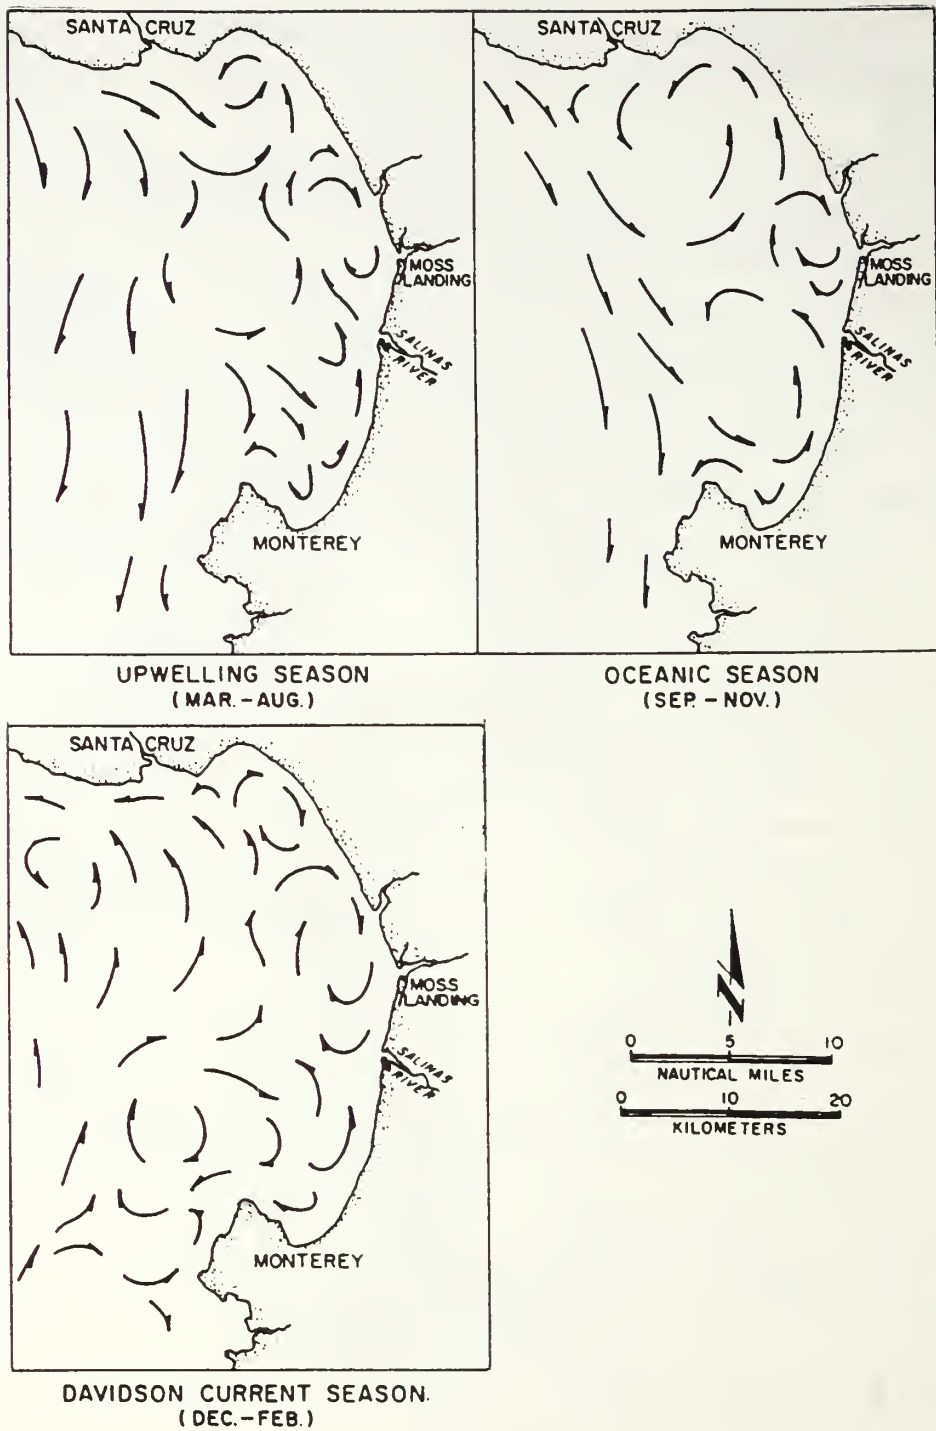 SANTA CRUZ
MOSS
LANDING
SALINAS
RIVER
MONTEREY
UPWELLING SEASON
(MAR.-AUG.)
SANTA CRUZ
MOSS
LANDING
SALINAS
RIVER
MONTEREY
OCEANIC SEASON
(SEP. - NOV.)
SANTA CRUZ
MOSS
LANDING
SALINAS
RIVER
MONTEREY
DAVIDSON CURRENT SEASON.
(DEC.-FEB.)
N
0 5 10
NAUTICAL MILES
0 10 20
KILOMETERS